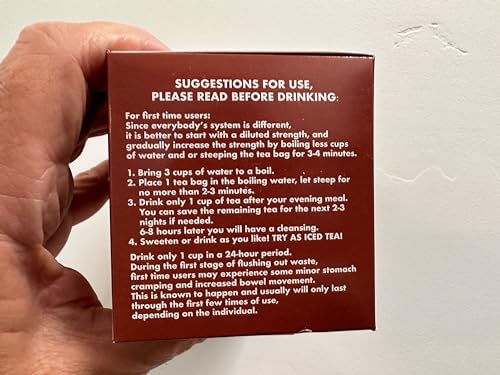 SUGGESTIONS FOR USE,
PLEASE READ BEFORE DRINKING:
For first time users:
Since everybody's system is different,
it is better to start with a diluted strength, and
gradually increase the strength by boiling less cups
of water and or steeping the tea bag for 3-4 minutes.
1. Bring 3 cups of water to a boil.
2. Place 1 tea bag in the boiling water, let steep for
no more than 2-3 minutes.
3. Drink only 1 cup of tea after your evening meal.
You can save the remaining tea for the next 2-3
nights if needed.
6-8 hours later you will have a cleansing.
4. Sweeten or drink as you like! TRY AS ICED TEA!
Drink only 1 cup in a 24-hour period.
During the first stage of flushing out waste,
first time users may experience some minor stomach
cramping and increased bowel movement.
This is known to happen and usually will only last
through the first few times of use,
depending on the individual.